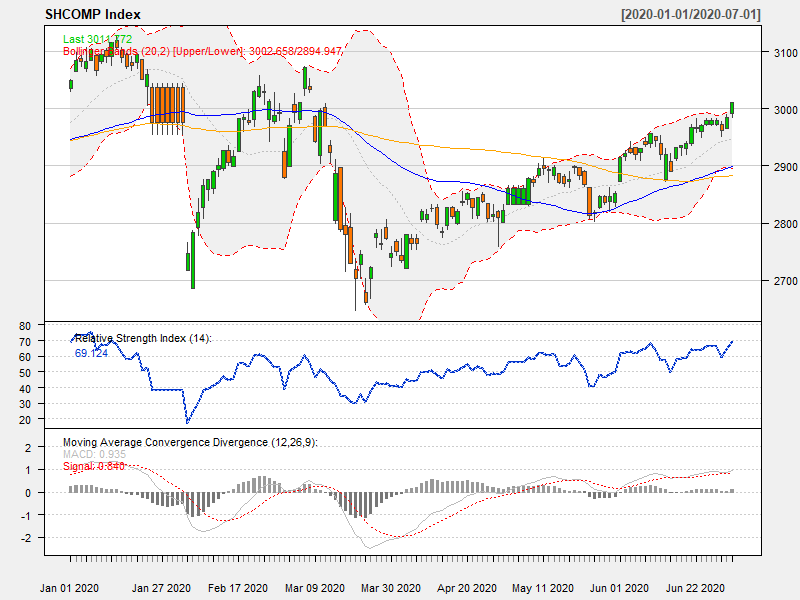 SHCOMP Index [2020-01-01/2020-07-01]
Last 3011.772
Bollinger Bands (20,2) [Upper/Lower]: 3002.658/2894.947
3100
3000
2900
2800
2700
Relative Strength Index (14):
69.124
80
70
60
50
40
30
20
Moving Average Convergence Divergence (12,26,9):
MACD: 0.935
Signal: 0.840
2
1
0
-1
-2
Jan 01 2020 Jan 27 2020 Feb 17 2020 Mar 09 2020 Mar 30 2020 Apr 20 2020 May 11 2020 Jun 01 2020 Jun 22 2020